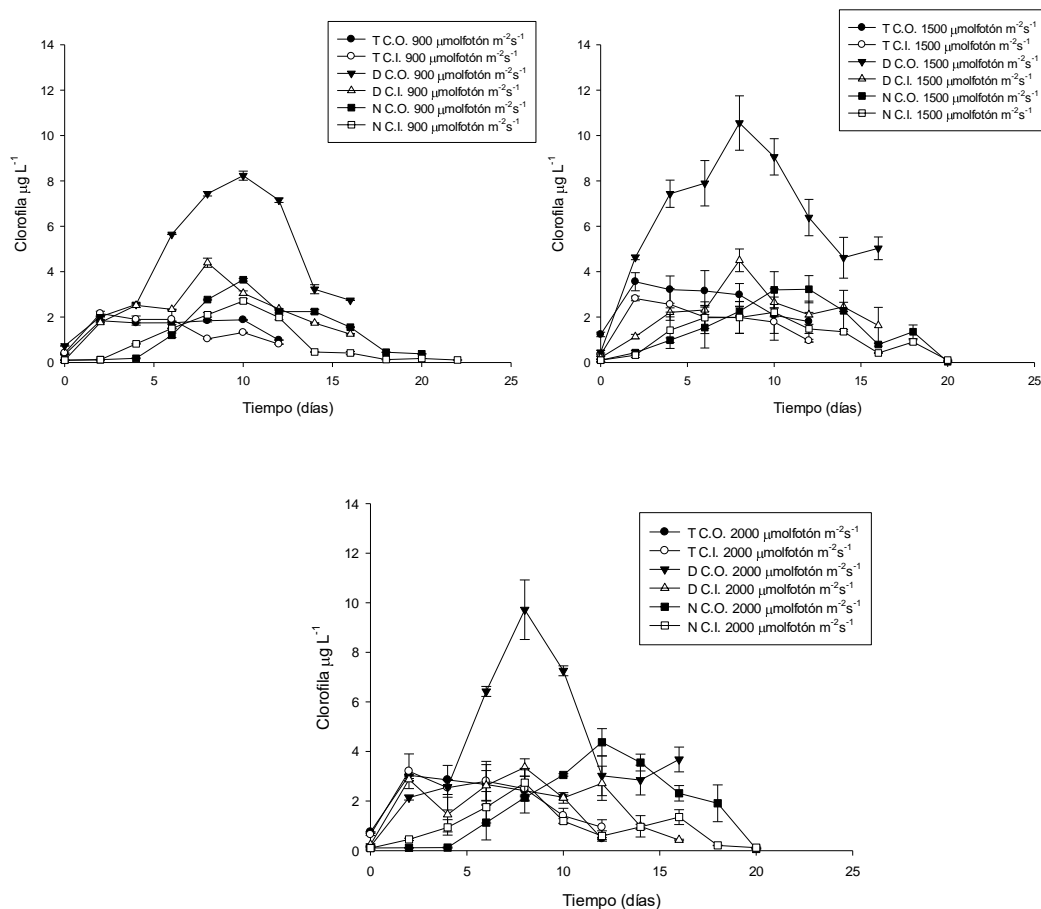 T C.O. 900 μmolfotón m⁻²s⁻¹
T C.I. 900 μmolfotón m⁻²s⁻¹
D C.O. 900 μmolfotón m⁻²s⁻¹
D C.I. 900 μmolfotón m⁻²s⁻¹
N C.O. 900 μmolfotón m⁻²s⁻¹
N C.I. 900 μmolfotón m⁻²s⁻¹
14
12
10
8
6
4
2
0
Clorofila μg L⁻¹
0 5 10 15 20 25
Tiempo (días)
T C.O. 1500 μmolfotón m⁻²s⁻¹
T C.I. 1500 μmolfotón m⁻²s⁻¹
D C.O. 1500 μmolfotón m⁻²s⁻¹
D C.I. 1500 μmolfotón m⁻²s⁻¹
N C.O. 1500 μmolfotón m⁻²s⁻¹
N C.I. 1500 μmolfotón m⁻²s⁻¹
14
12
10
8
6
4
2
0
Clorofila μg L⁻¹
0 5 10 15 20 25
Tiempo (días)
T C.O. 2000 μmolfotón m⁻²s⁻¹
T C.I. 2000 μmolfotón m⁻²s⁻¹
D C.O. 2000 μmolfotón m⁻²s⁻¹
D C.I. 2000 μmolfotón m⁻²s⁻¹
N C.O. 2000 μmolfotón m⁻²s⁻¹
N C.I. 2000 μmolfotón m⁻²s⁻¹
14
12
10
8
6
4
2
0
Clorofila μg L⁻¹
0 5 10 15 20 25
Tiempo (días)